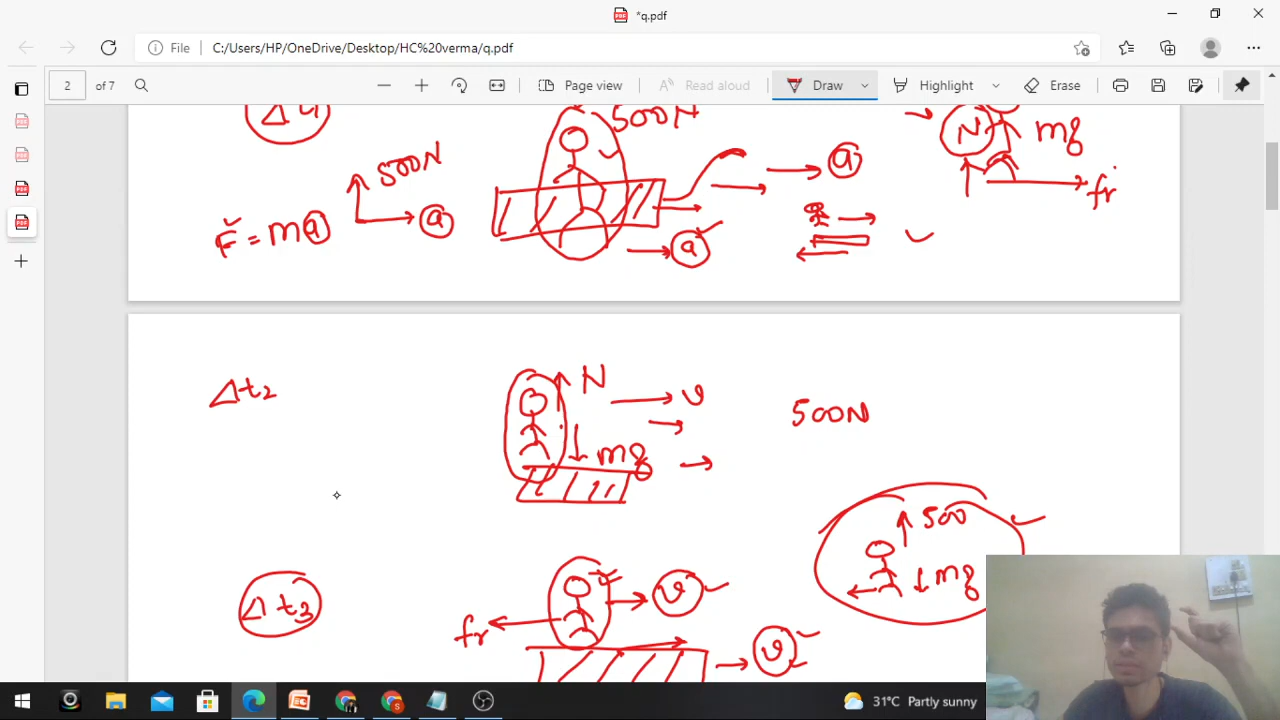 *q.pdf
File C:/Users/HP/OneDrive/Desktop/HC%20verma/q.pdf
2 of 7 Page view Read aloud Draw Highlight Erase
500N
N mg
500N a
F = ma a
fr
a
Δt2 N v
500N
mg
500
mg
Δt3 v
fr
v
31°C Partly sunny